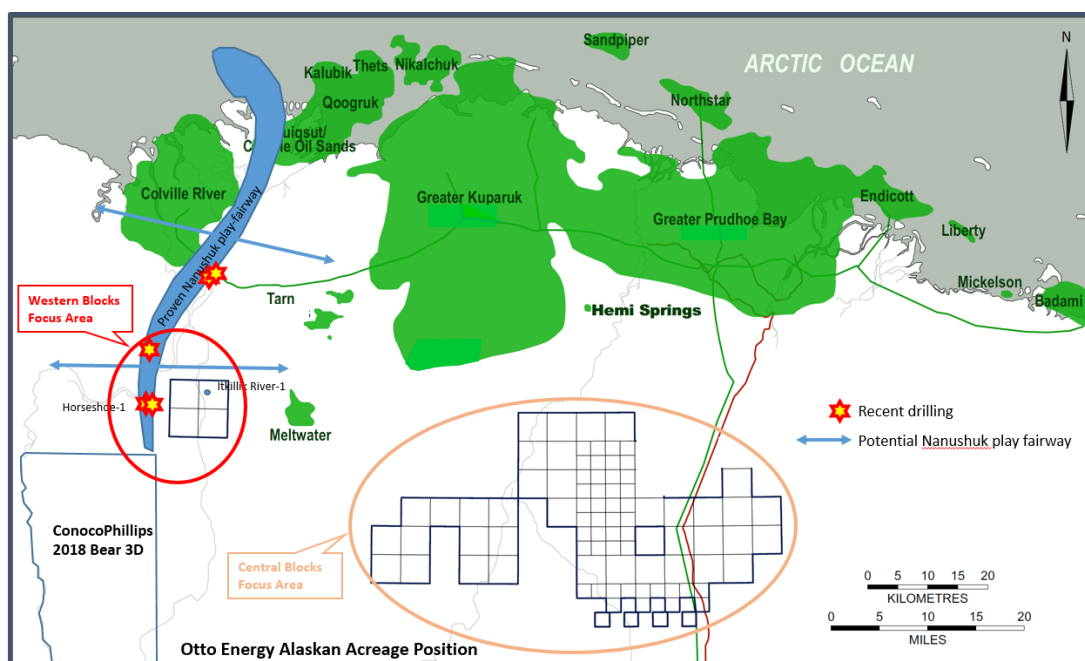 Sandpiper
N
Nikalchuk
Thets
Kalubik
ARCTIC OCEAN
Northstar
Qoogruk
Oil Sands
Colville RIver
Greater Kuparuk
Endicott
Greater Prudhoe Bay
Liberty
Proven Nanushuk play-fairway
Mickelson
Western Blocks
Focus Area
Tarn
Badami
Hemi Springs
Itkillik River-1
Horseshoe-1
Recent drilling
Meltwater
Potential Nanushuk play fairway
ConocoPhillips
2018 Bear 3D
Central Blocks
Focus Area
0 5 10 15 20
KILOMETRES
0 5 10 15 20
MILES
Otto Energy Alaskan Acreage Position